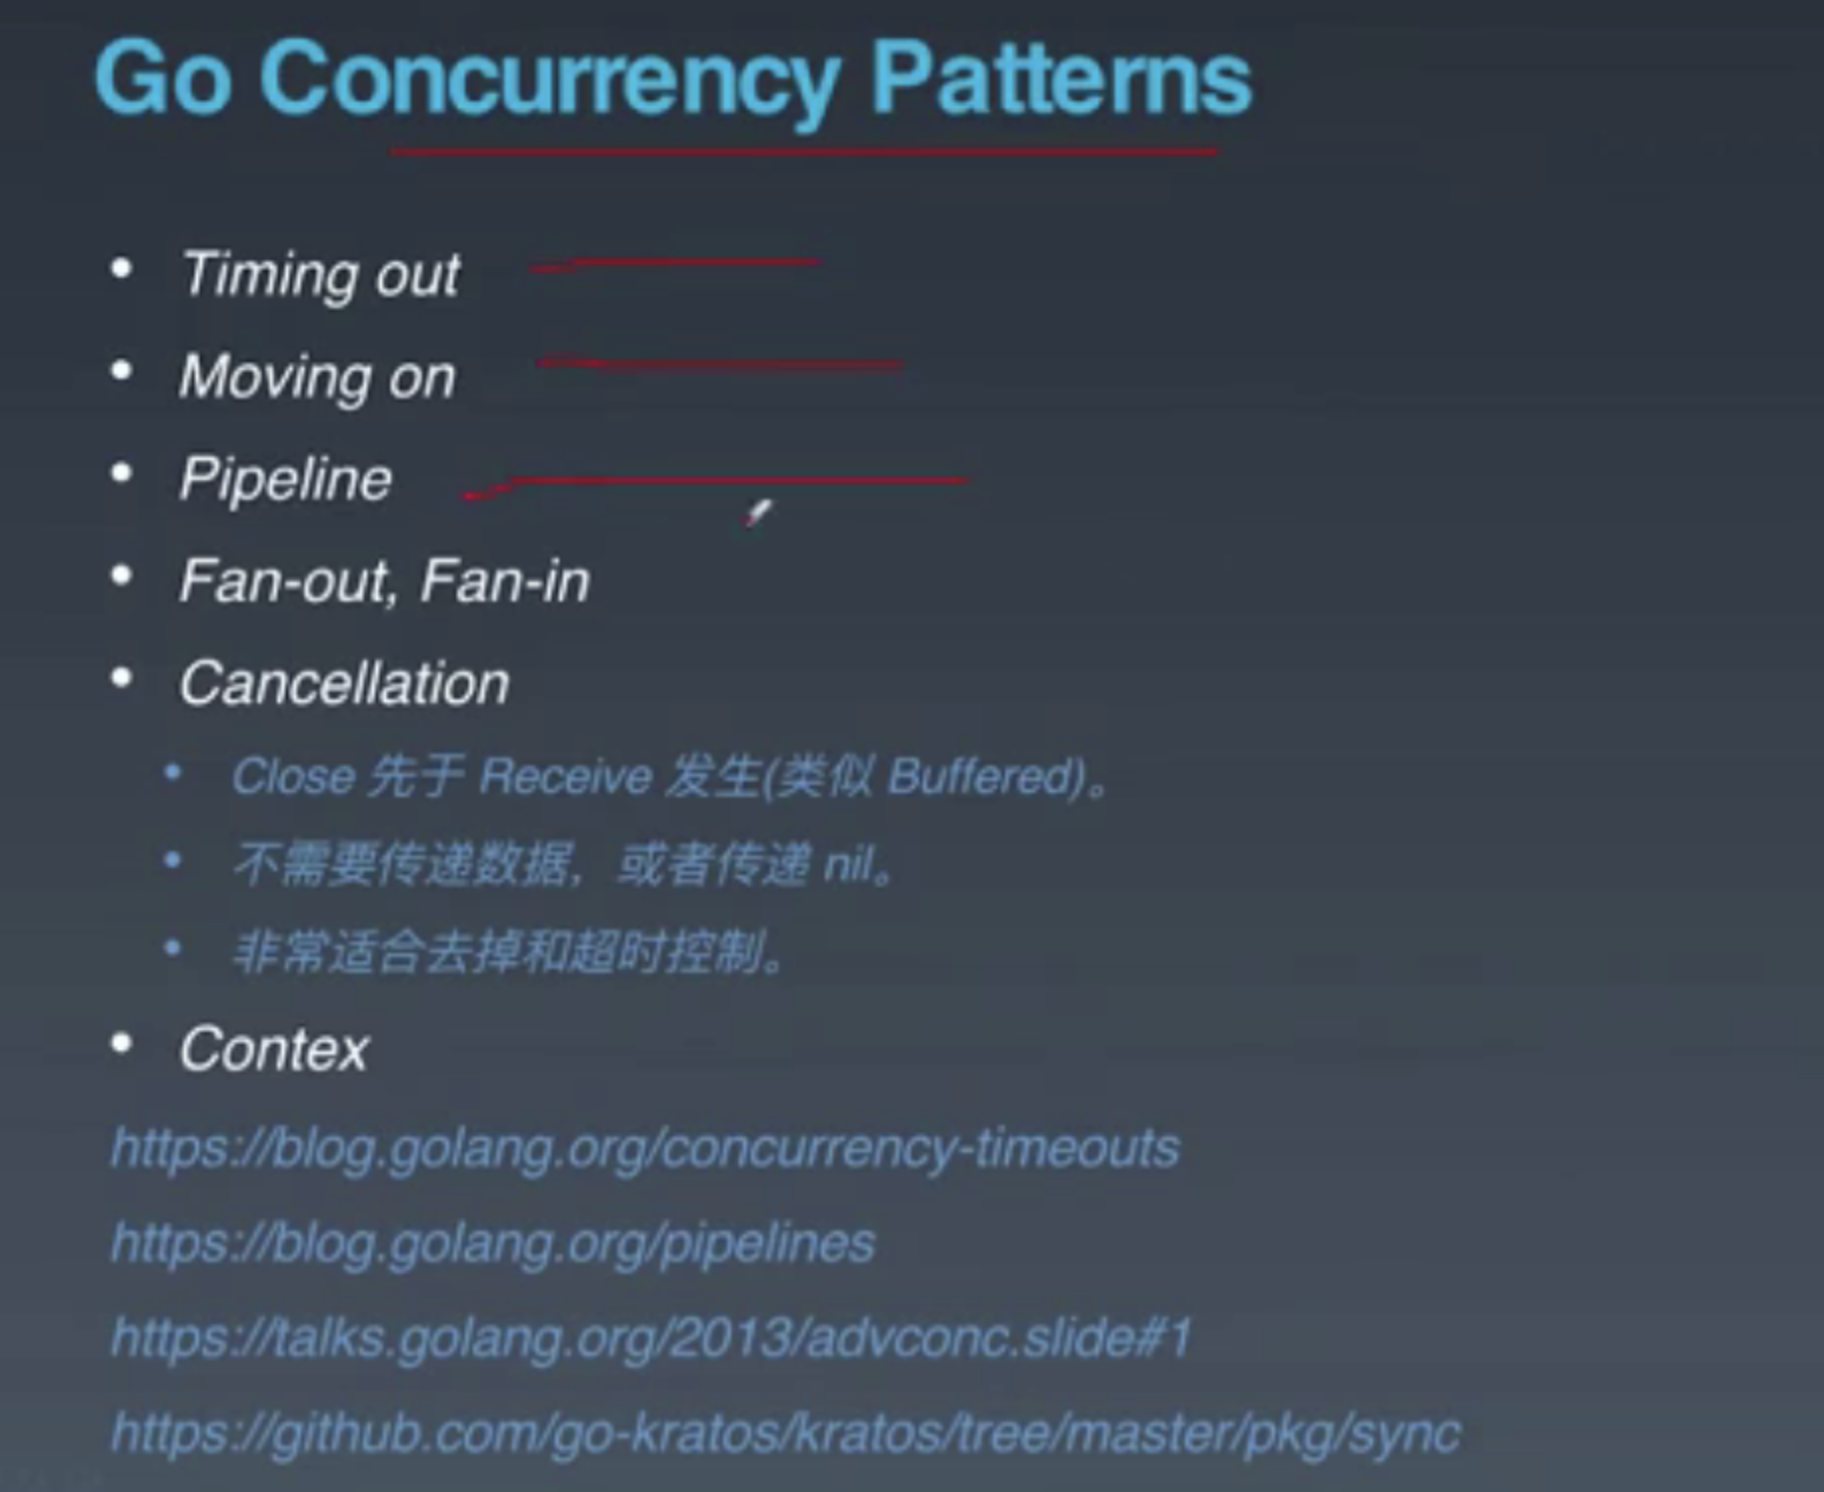 Go Concurrency Patterns
• Timing out
• Moving on
• Pipeline
• Fan-out, Fan-in
• Cancellation
• Close 先于 Receive 发生(类似 Buffered)。
• 不需要传递数据，或者传递 nil。
• 非常适合去掉和超时控制。
• Contex
https://blog.golang.org/concurrency-timeouts
https://blog.golang.org/pipelines
https://talks.golang.org/2013/advconc.slide#1
https://github.com/go-kratos/kratos/tree/master/pkg/sync